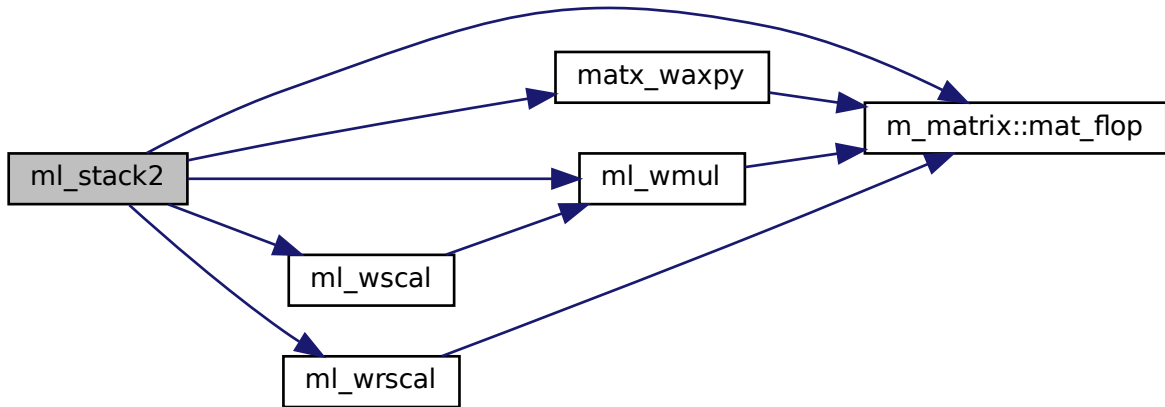 matx_waxpy
m_matrix::mat_flop
ml_stack2
ml_wmul
ml_wscal
ml_wrscal